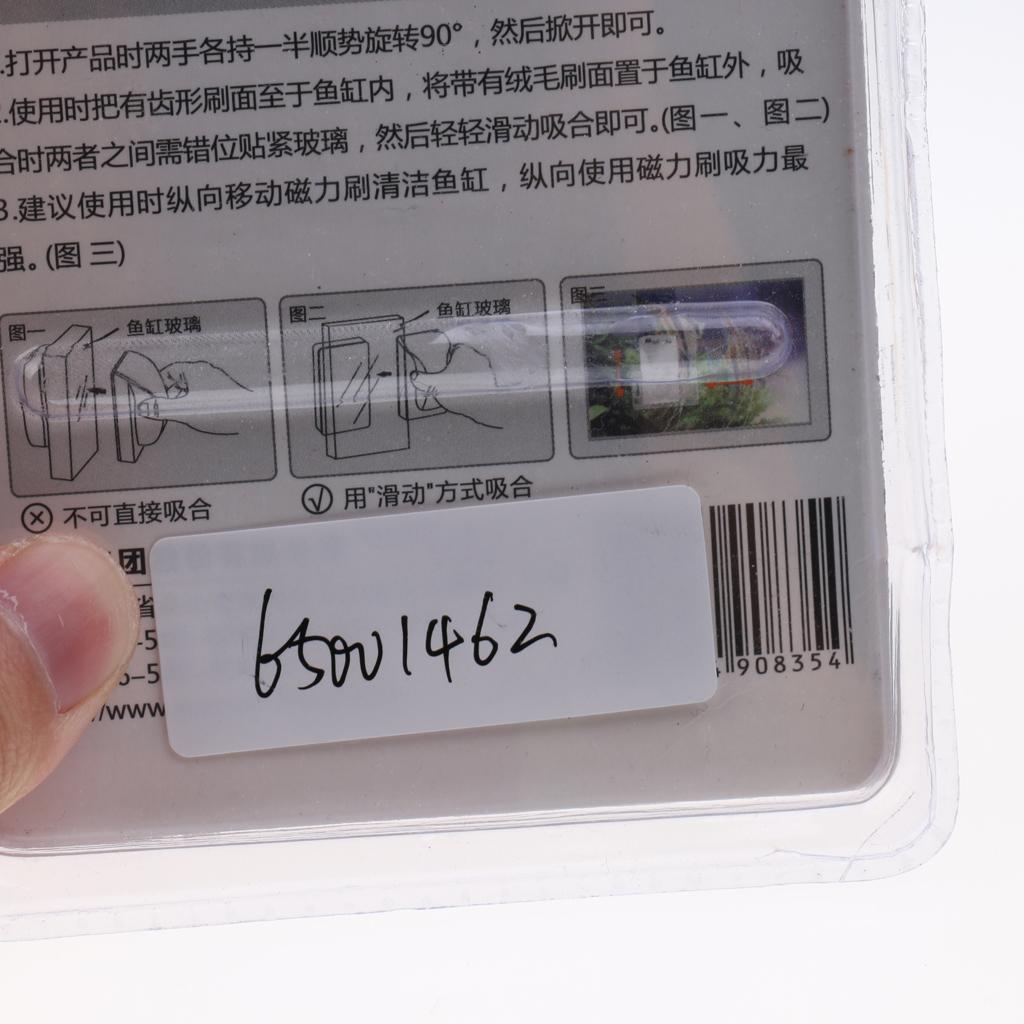 .打开产品时两手各持一半顺势旋转90°，然后掀开即可。
.使用时把有齿形刷面至于鱼缸内，将带有绒毛刷面置于鱼缸外，吸
合时两者之间需错位贴紧玻璃，然后轻轻滑动吸合即可。(图一、图二)
3.建议使用时纵向移动磁力刷清洁鱼缸，纵向使用磁力刷吸力最
强。(图 三)
图一 鱼缸玻璃
图二 鱼缸玻璃
图三
不可直接吸合
用"滑动"方式吸合
团
省
-5
-5
/www.
65001462
908354